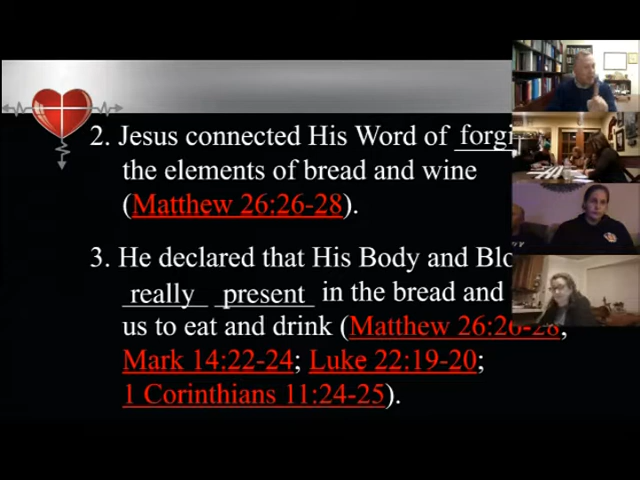 2. Jesus connected His Word of forgi
the elements of bread and wine
(Matthew 26:26-28).
3. He declared that His Body and Blo
really present in the bread and
us to eat and drink (Matthew 26:26-28;
Mark 14:22-24; Luke 22:19-20;
1 Corinthians 11:24-25).